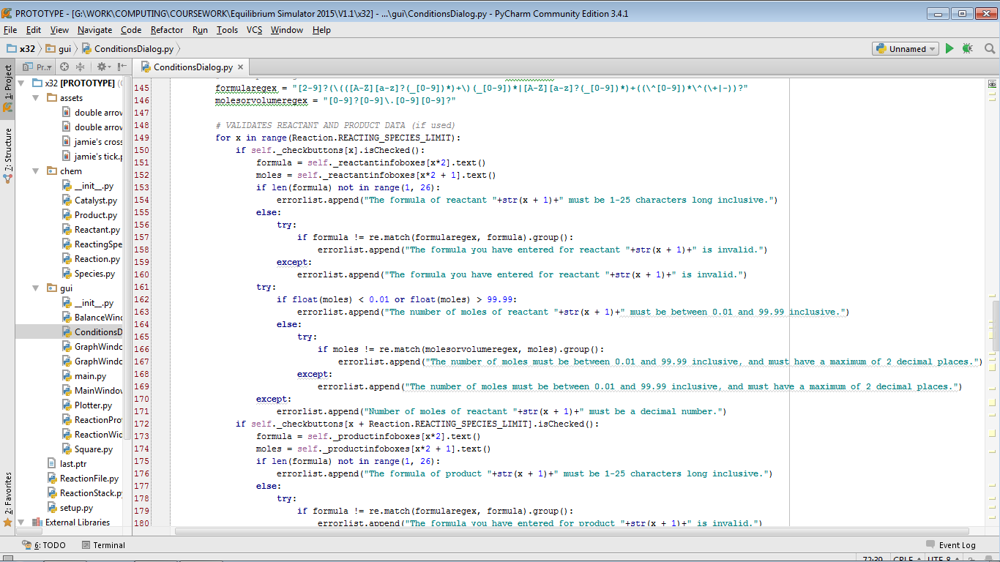 PROTOTYPE - [G:\WORK\COMPUTING\COURSEWORK\Equilibrium Simulator 2015\V1.1\x32] - ...\gui\ConditionsDialog.py - PyCharm Community Edition 3.4.1
File Edit View Navigate Code Refactor Run Tools VCS Window Help
x32 gui ConditionsDialog.py Unnamed
1: Project
7: Structure
2: Favorites
Pr..
ConditionsDialog.py
x32 [PROTOTYPE] (
assets
double arrow
double arrow
jamie's cross
jamie's tick.p
chem
__init__.py
Catalyst.py
Product.py
Reactant.py
ReactingSpe
Reaction.py
Species.py
gui
__init__.py
BalanceWind
ConditionsD
GraphWindo
GraphWindo
main.py
MainWindow
Plotter.py
ReactionProf
ReactionWid
Square.py
last.ptr
ReactionFile.py
ReactionStack.py
setup.py
External Libraries
145 formularegex = "[2-9]?(\(([A-Z][a-z]?(_[0-9])*)+\)(_[0-9])*|[A-Z][a-z]?(_[0-9])*)+((\^[0-9])*\^(\+|-))?"
146 molesorvolumeregex = "[0-9]?[0-9]\.[0-9][0-9]?"
147
148 # VALIDATES REACTANT AND PRODUCT DATA (if used)
149 for x in range(Reaction.REACTING_SPECIES_LIMIT):
150 if self._checkbuttons[x].isChecked():
151 formula = self._reactantinfoboxes[x*2].text()
152 moles = self._reactantinfoboxes[x*2 + 1].text()
153 if len(formula) not in range(1, 26):
154 errorlist.append("The formula of reactant "+str(x + 1)+" must be 1-25 characters long inclusive.")
155 else:
156 try:
157 if formula != re.match(formularegex, formula).group():
158 errorlist.append("The formula you have entered for reactant "+str(x + 1)+" is invalid.")
159 except:
160 errorlist.append("The formula you have entered for reactant "+str(x + 1)+" is invalid.")
161 try:
162 if float(moles) < 0.01 or float(moles) > 99.99:
163 errorlist.append("The number of moles of reactant "+str(x + 1)+" must be between 0.01 and 99.99 inclusive.")
164 else:
165 try:
166 if moles != re.match(molesorvolumeregex, moles).group():
167 errorlist.append("The number of moles must be between 0.01 and 99.99 inclusive, and must have a maximum of 2 decimal places.")
168 except:
169 errorlist.append("The number of moles must be between 0.01 and 99.99 inclusive, and must have a maximum of 2 decimal places.")
170 except:
171 errorlist.append("Number of moles of reactant "+str(x + 1)+" must be a decimal number.")
172 if self._checkbuttons[x + Reaction.REACTING_SPECIES_LIMIT].isChecked():
173 formula = self._productinfoboxes[x*2].text()
174 moles = self._productinfoboxes[x*2 + 1].text()
175 if len(formula) not in range(1, 26):
176 errorlist.append("The formula of product "+str(x + 1)+" must be 1-25 characters long inclusive.")
177 else:
178 try:
179 if formula != re.match(formularegex, formula).group():
180 errorlist.append("The formula you have entered for product "+str(x + 1)+" is invalid.")
6: TODO Terminal Event Log
72:39 CRLF UTF-8